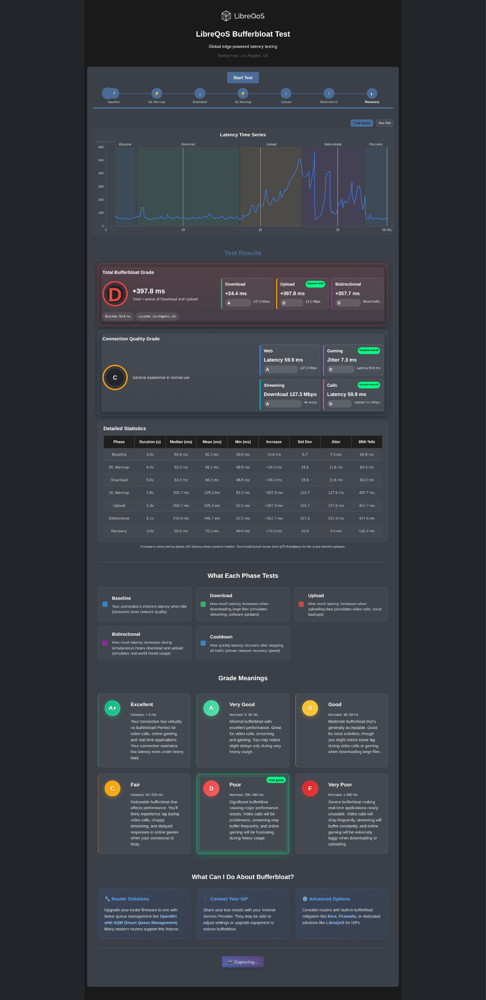 LibreQoS
LibreQoS Bufferbloat Test
Global edge-powered latency testing
Testing from: Los Angeles, US
Start Test
Baseline
DL Warmup
Download
UL Warmup
Upload
Bidirectional
Recovery
Time Series
Box Plot
Latency Time Series
Latency (ms)
Baseline
Download
Upload
Bidirectional
Recovery
600
500
400
300
200
100
0
0
10
20
30
36.381
Test Results
Total Bufferbloat Grade
D
+397.8 ms
Total = worse of Download and Upload
Download
+24.4 ms
A
127.3 Mbps
Upload
Impacts total
+397.8 ms
D
13.2 Mbps
Bidirectional
+357.7 ms
D
Mixed traffic
Baseline: 59.9 ms
Location: Los Angeles, US
Connection Quality Grade
C
General experience in normal use
Web
Latency 59.9 ms
A
127.3 Mbps
Gaming
Impacts overall
Jitter 7.3 ms
D
Latency 59.9 ms
Streaming
Download 127.3 Mbps
A
4K ready
Calls
Impacts overall
Latency 59.9 ms
D
Upload 13.2 Mbps
Detailed Statistics
Phase Duration (s) Median (ms) Mean (ms) Min (ms) Increase Std Dev Jitter 95th %ile
Baseline 3.0s 59.9 ms 60.1 ms 49.6 ms +9.6 ms 6.7 7.3 ms 69.5 ms
DL Warmup 8.4s 63.2 ms 66.2 ms 48.5 ms +24.4 ms 15.6 11.6 ms 84.3 ms
Download 5.0s 63.2 ms 66.2 ms 48.5 ms +24.4 ms 15.6 11.6 ms 84.3 ms
UL Warmup 2.8s 202.7 ms 225.3 ms 52.2 ms +397.8 ms 123.7 127.6 ms 457.7 ms
Upload 5.3s 202.7 ms 225.3 ms 52.2 ms +397.8 ms 123.7 127.6 ms 457.7 ms
Bidirectional 8.1s 210.9 ms 245.7 ms 52.0 ms +357.7 ms 127.5 212.3 ms 417.6 ms
Recovery 3.0s 56.5 ms 70.5 ms 49.6 ms +70.3 ms 42.6 4.5 ms 130.2 ms
Increase is computed as phase p95 latency minus baseline median. Download/Upload boxes show p75 throughput for the single-direction phases.
What Each Phase Tests
Baseline
Your connection's inherent latency when idle
(measures base network quality)
Download
How much latency increases when
downloading large files (simulates
streaming, software updates)
Upload
How much latency increases when
uploading data (simulates video calls, cloud
backups)
Bidirectional
How much latency increases during
simultaneous heavy download and upload
(simulates real-world mixed usage)
Cooldown
How quickly latency recovers after stopping
all traffic (shows network recovery speed)
Grade Meanings
A+
Excellent
Increase: < 5 ms
Your connection has virtually
no bufferbloat! Perfect for
video calls, online gaming,
and real-time applications.
Your connection maintains
low latency even under heavy
load.
A
Very Good
Increase: 5–30 ms
Minimal bufferbloat with
excellent performance. Great
for video calls, streaming,
and gaming. You may notice
slight delays only during very
heavy usage.
B
Good
Increase: 30–60 ms
Moderate bufferbloat that's
generally acceptable. Good
for most activities, though
you might notice some lag
during video calls or gaming
when downloading large files.
C
Fair
Increase: 60–200 ms
Noticeable bufferbloat that
affects performance. You'll
likely experience lag during
video calls, choppy
streaming, and delayed
responses in online games
when your connection is
busy.
Your grade
D
Poor
Increase: 200–400 ms
Significant bufferbloat
causing major performance
issues. Video calls will be
problematic, streaming may
buffer frequently, and online
gaming will be frustrating
during heavy usage.
F
Very Poor
Increase: ≥ 400 ms
Severe bufferbloat making
real-time applications nearly
unusable. Video calls will
drop frequently, streaming will
buffer constantly, and online
gaming will be extremely
laggy when downloading or
uploading.
What Can I Do About Bufferbloat?
Router Solutions
Upgrade your router firmware to one with
better queue management like OpenWrt
with SQM (Smart Queue Management).
Many modern routers support this feature.
Contact Your ISP
Share your test results with your Internet
Service Provider. They may be able to
adjust settings or upgrade equipment to
reduce bufferbloat.
Advanced Options
Consider routers with built-in bufferbloat
mitigation like Eero, Firewalla, or dedicated
solutions like LibreQoS for ISPs.
Capturing...